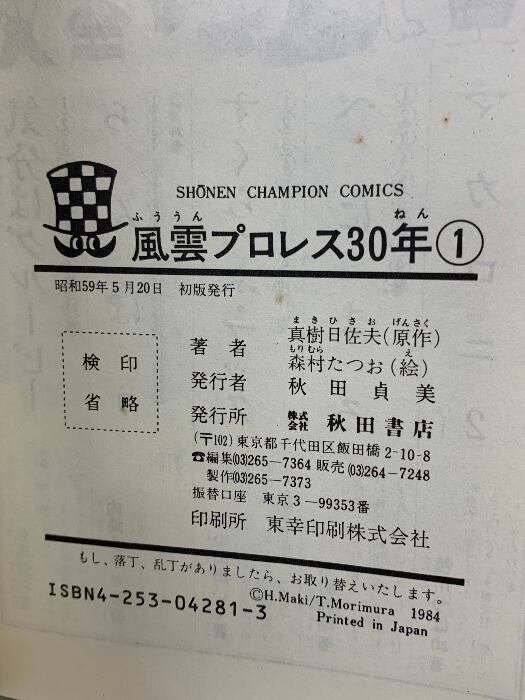 SHŌNEN CHAMPION COMICS
ふううん ねん
風雲プロレス30年①
昭和59年5月20日 初版発行
検印
省略
まきひさお げんさく
著者 真樹日佐夫(原作)
もりむら え
森村たつお(絵)
発行者 秋田貞美
発行所 株式会社 秋田書店
(〒102)東京都千代田区飯田橋2-10-8
☎編集(03)265-7364 販売(03)264-7248
製作(03)265-7373
振替口座 東京3-99353番
印刷所 東幸印刷株式会社
もし、落丁、乱丁がありましたら、お取り替えいたします。
ISBN4-253-04281-3
©H.Maki/T.Morimura 1984
Printed in Japan